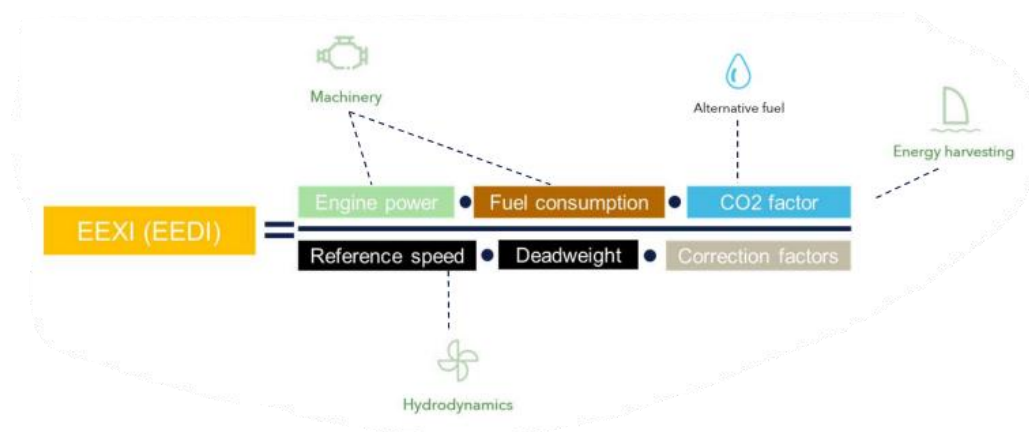 Machinery
Alternative fuel
Energy harvesting
EEXI (EEDI) =
Engine power • Fuel consumption • CO2 factor
Reference speed • Deadweight • Correction factors
Hydrodynamics